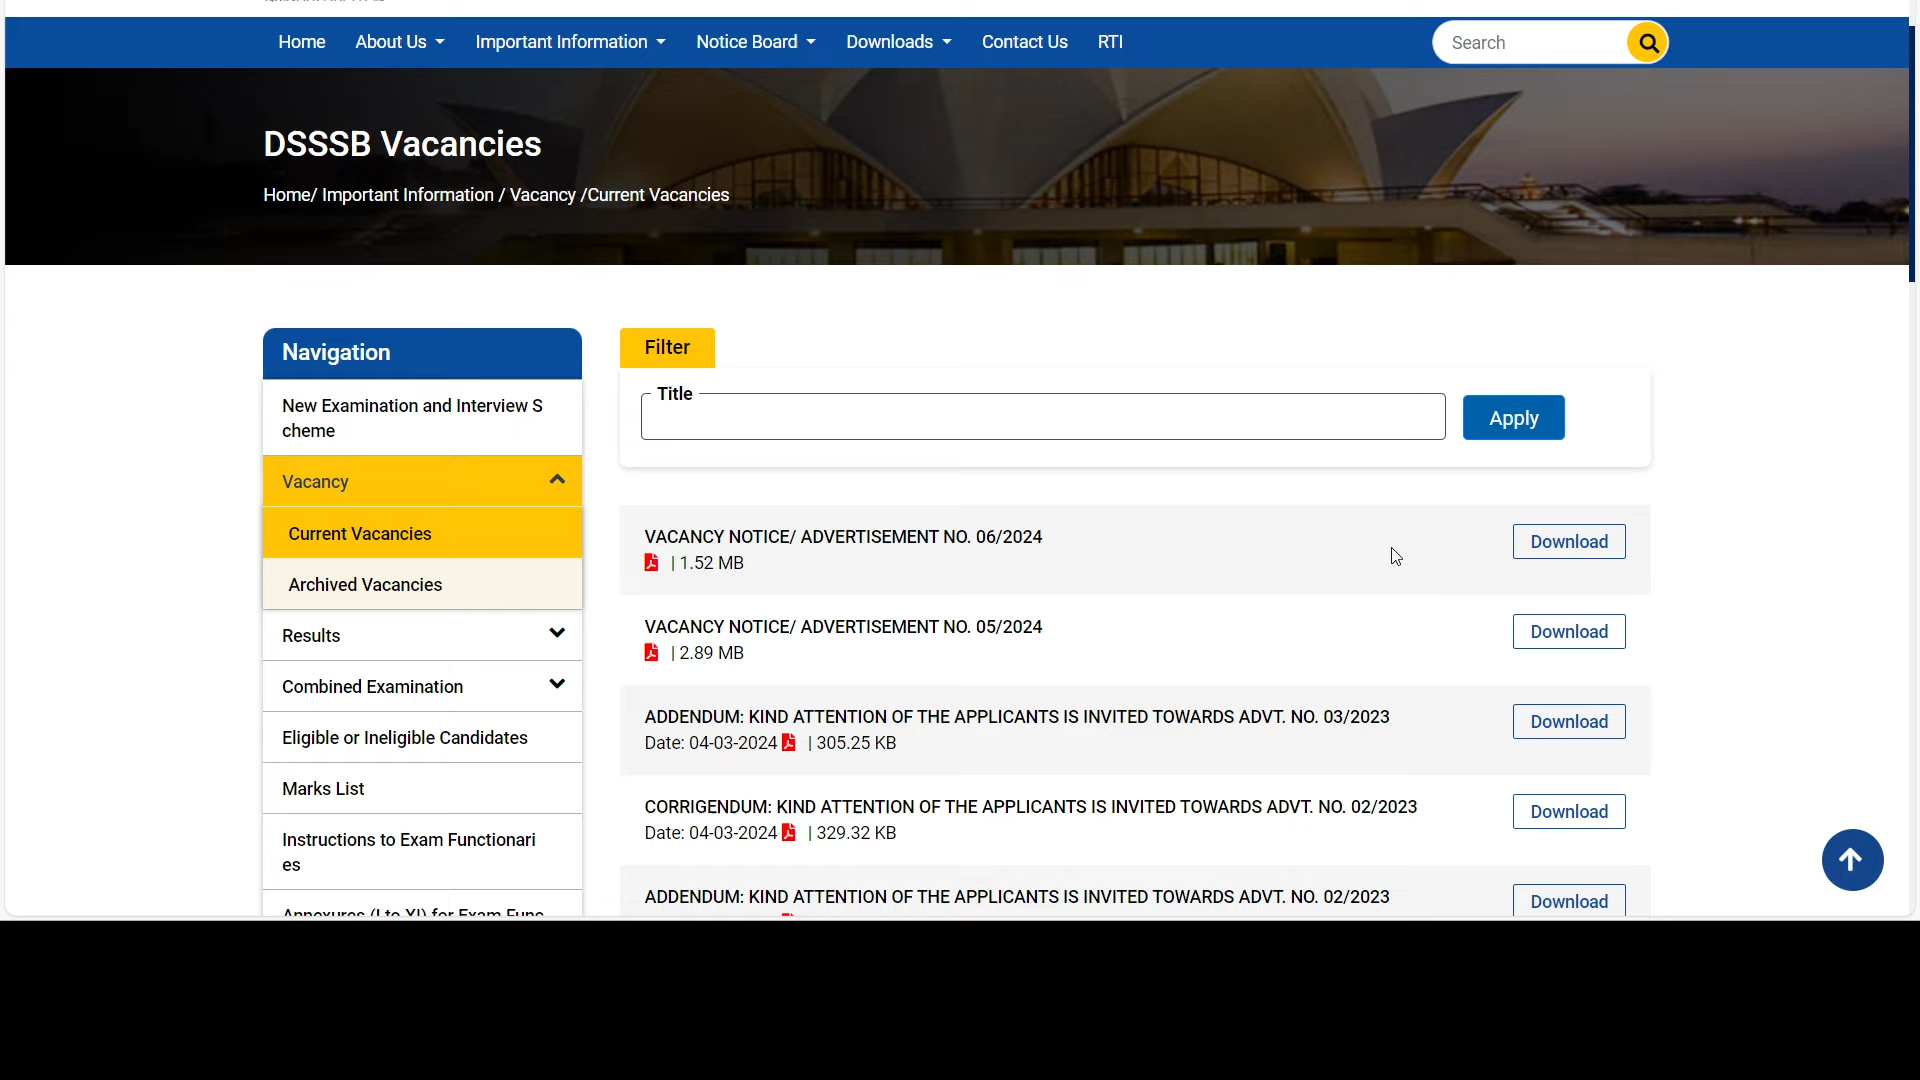 Home About Us Important Information Notice Board Downloads Contact Us RTI Search
DSSSB Vacancies
Home/ Important Information / Vacancy /Current Vacancies
Navigation
New Examination and Interview S
cheme
Vacancy
Current Vacancies
Archived Vacancies
Results
Combined Examination
Eligible or Ineligible Candidates
Marks List
Instructions to Exam Functionari
es
Annexures (I to XI) for Exam Func
Filter
Title
Apply
VACANCY NOTICE/ ADVERTISEMENT NO. 06/2024
| 1.52 MB
Download
VACANCY NOTICE/ ADVERTISEMENT NO. 05/2024
| 2.89 MB
Download
ADDENDUM: KIND ATTENTION OF THE APPLICANTS IS INVITED TOWARDS ADVT. NO. 03/2023
Date: 04-03-2024 | 305.25 KB
Download
CORRIGENDUM: KIND ATTENTION OF THE APPLICANTS IS INVITED TOWARDS ADVT. NO. 02/2023
Date: 04-03-2024 | 329.32 KB
Download
ADDENDUM: KIND ATTENTION OF THE APPLICANTS IS INVITED TOWARDS ADVT. NO. 02/2023
Download